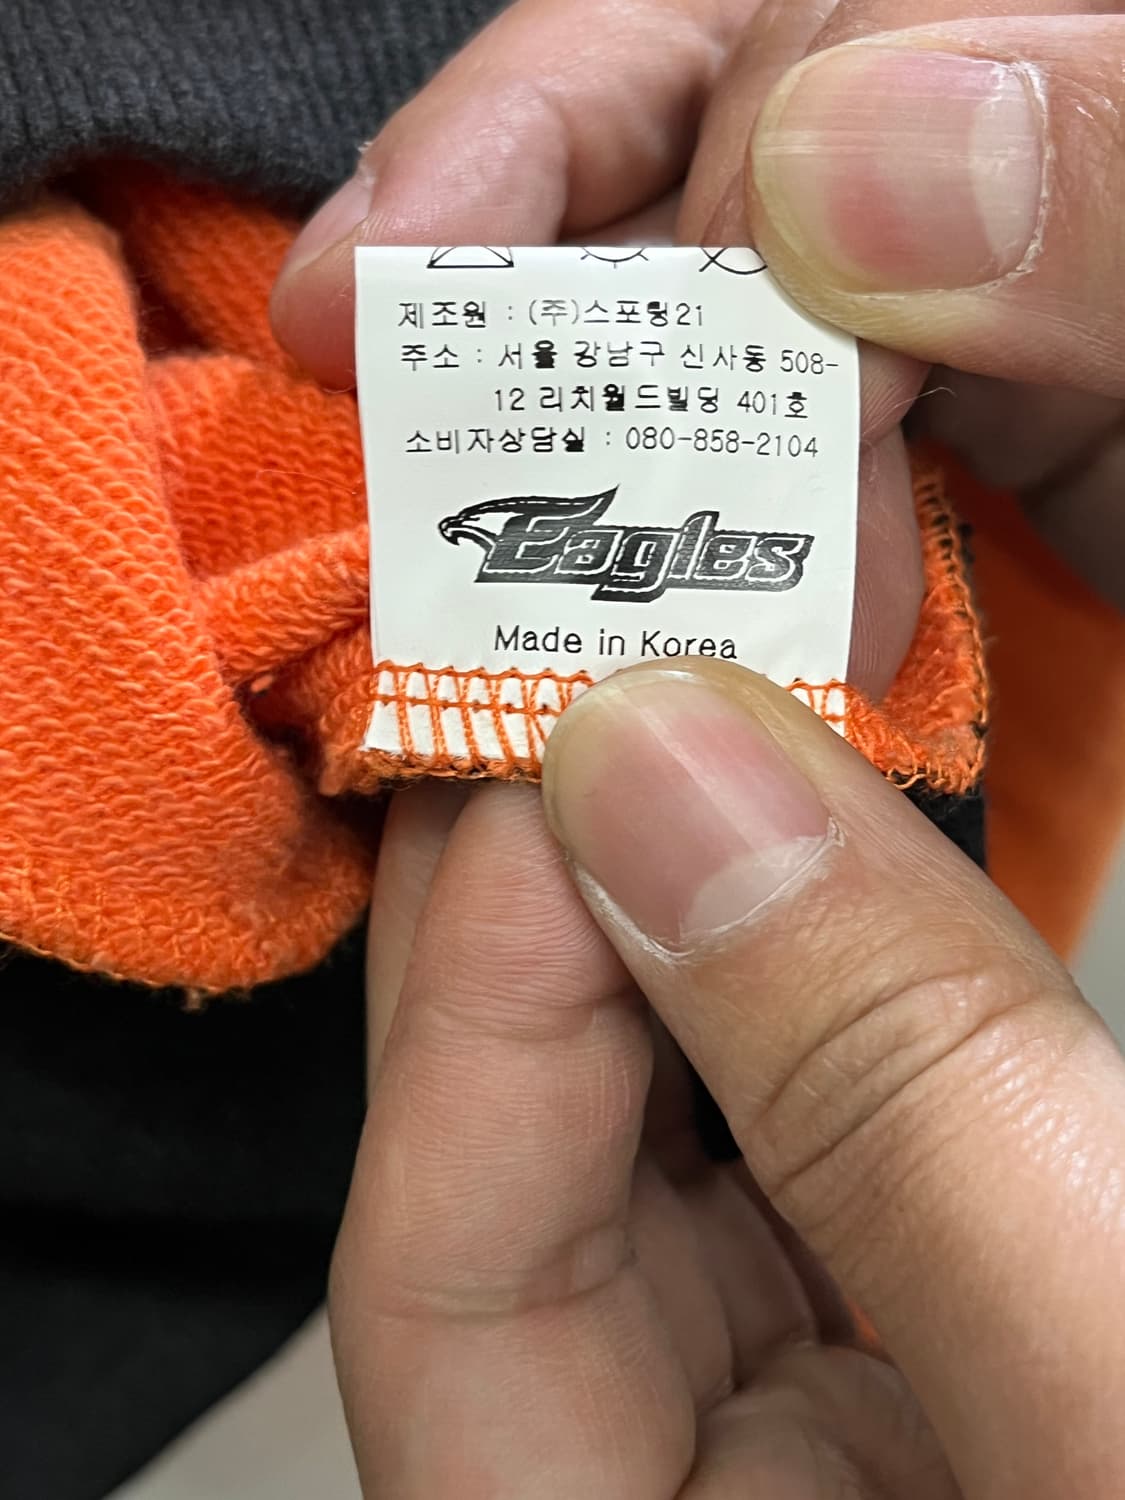 제조원 : (주)스포팅21
주소 : 서울 강남구 신사동 508-
12 리치월드빌딩 401호
소비자상담실 : 080-858-2104
Eagles
Made in Korea